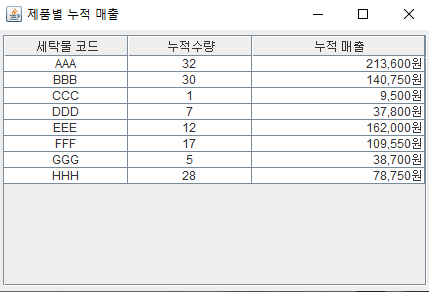 제품별 누적 매출
세탁물 코드 누적수량 누적 매출
AAA 32 213,600원
BBB 30 140,750원
CCC 1 9,500원
DDD 7 37,800원
EEE 12 162,000원
FFF 17 109,550원
GGG 5 38,700원
HHH 28 78,750원